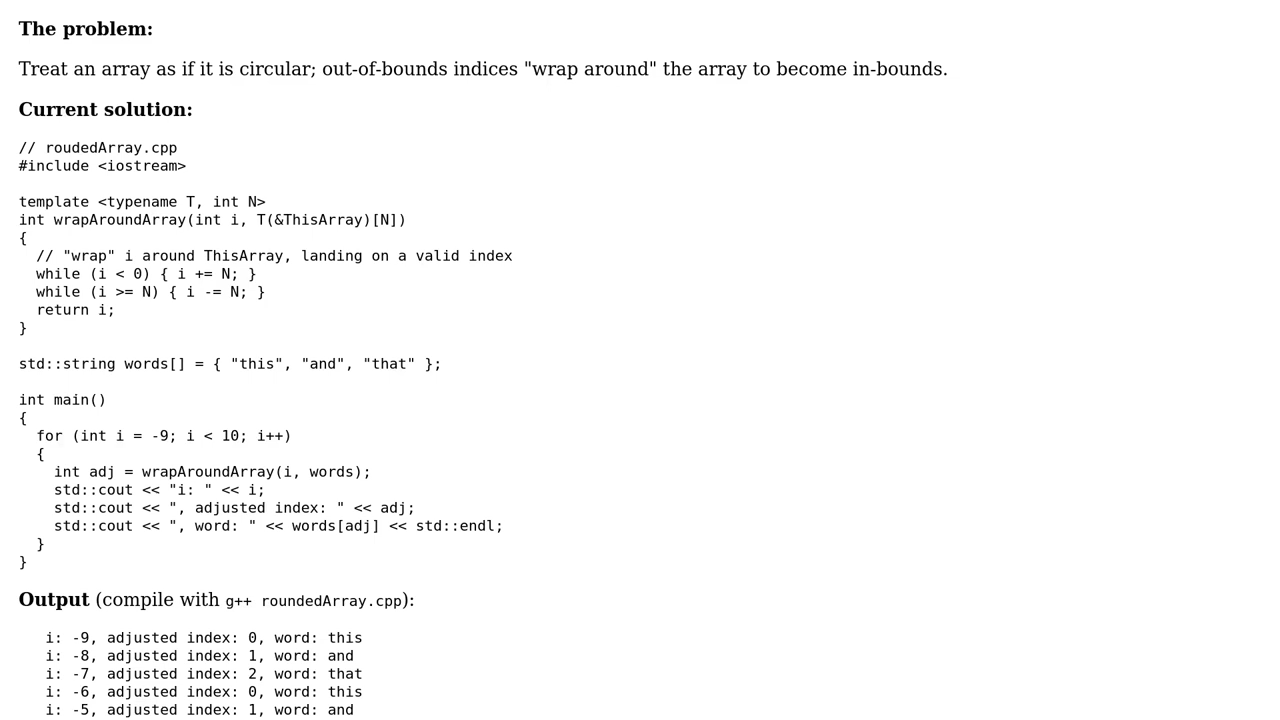 The problem:
Treat an array as if it is circular; out-of-bounds indices "wrap around" the array to become in-bounds.
Current solution:
// roudedArray.cpp
#include <iostream>
template <typename T, int N>
int wrapAroundArray(int i, T(&ThisArray)[N])
{
  // "wrap" i around ThisArray, landing on a valid index
  while (i < 0) { i += N; }
  while (i >= N) { i -= N; }
  return i;
}
std::string words[] = { "this", "and", "that" };
int main()
{
  for (int i = -9; i < 10; i++)
  {
    int adj = wrapAroundArray(i, words);
    std::cout << "i: " << i;
    std::cout << ", adjusted index: " << adj;
    std::cout << ", word: " << words[adj] << std::endl;
  }
}
Output (compile with g++ roundedArray.cpp):
   i: -9, adjusted index: 0, word: this
   i: -8, adjusted index: 1, word: and
   i: -7, adjusted index: 2, word: that
   i: -6, adjusted index: 0, word: this
   i: -5, adjusted index: 1, word: and